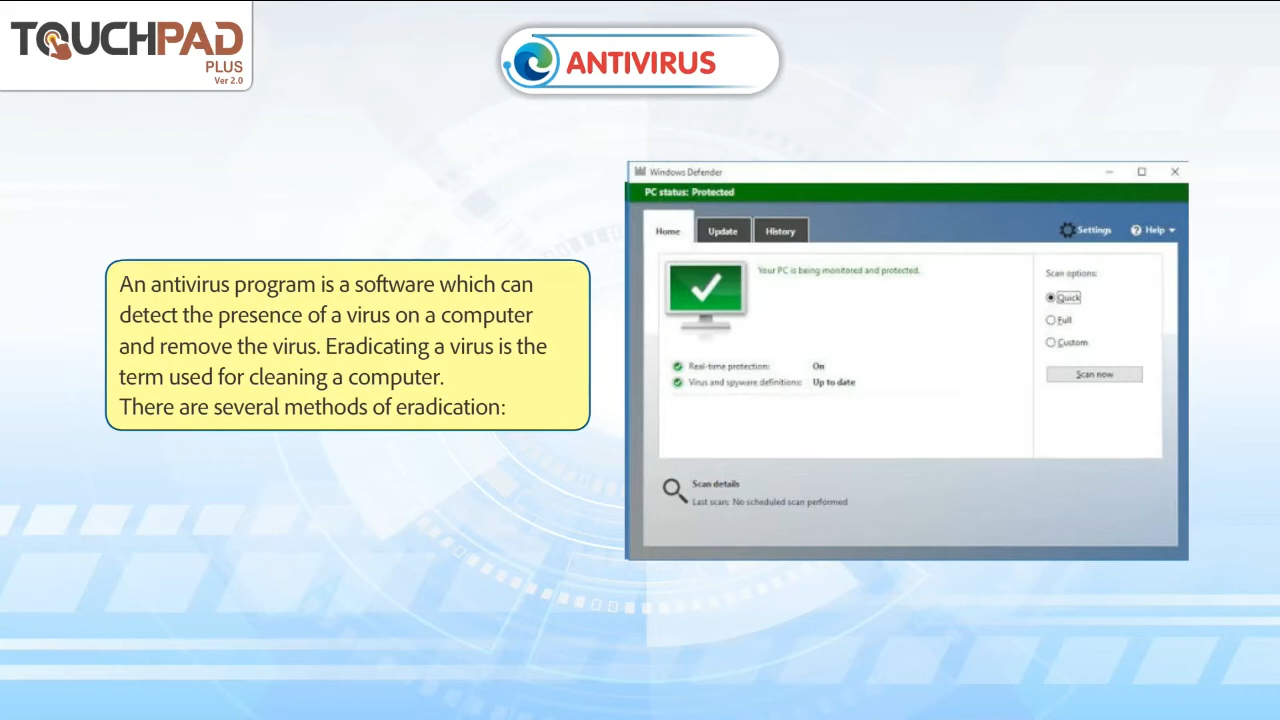 TOUCHPAD
PLUS
Ver 2.0
ANTIVIRUS
An antivirus program is a software which can
detect the presence of a virus on a computer
and remove the virus. Eradicating a virus is the
term used for cleaning a computer.
There are several methods of eradication:
Windows Defender
PC status: Protected
Home Update History Settings Help
Your PC is being monitored and protected.
Scan options:
Quick
Full
Custom
Scan now
Real-time protection: On
Virus and spyware definitions: Up to date
Scan details
Last scan: No scheduled scan performed